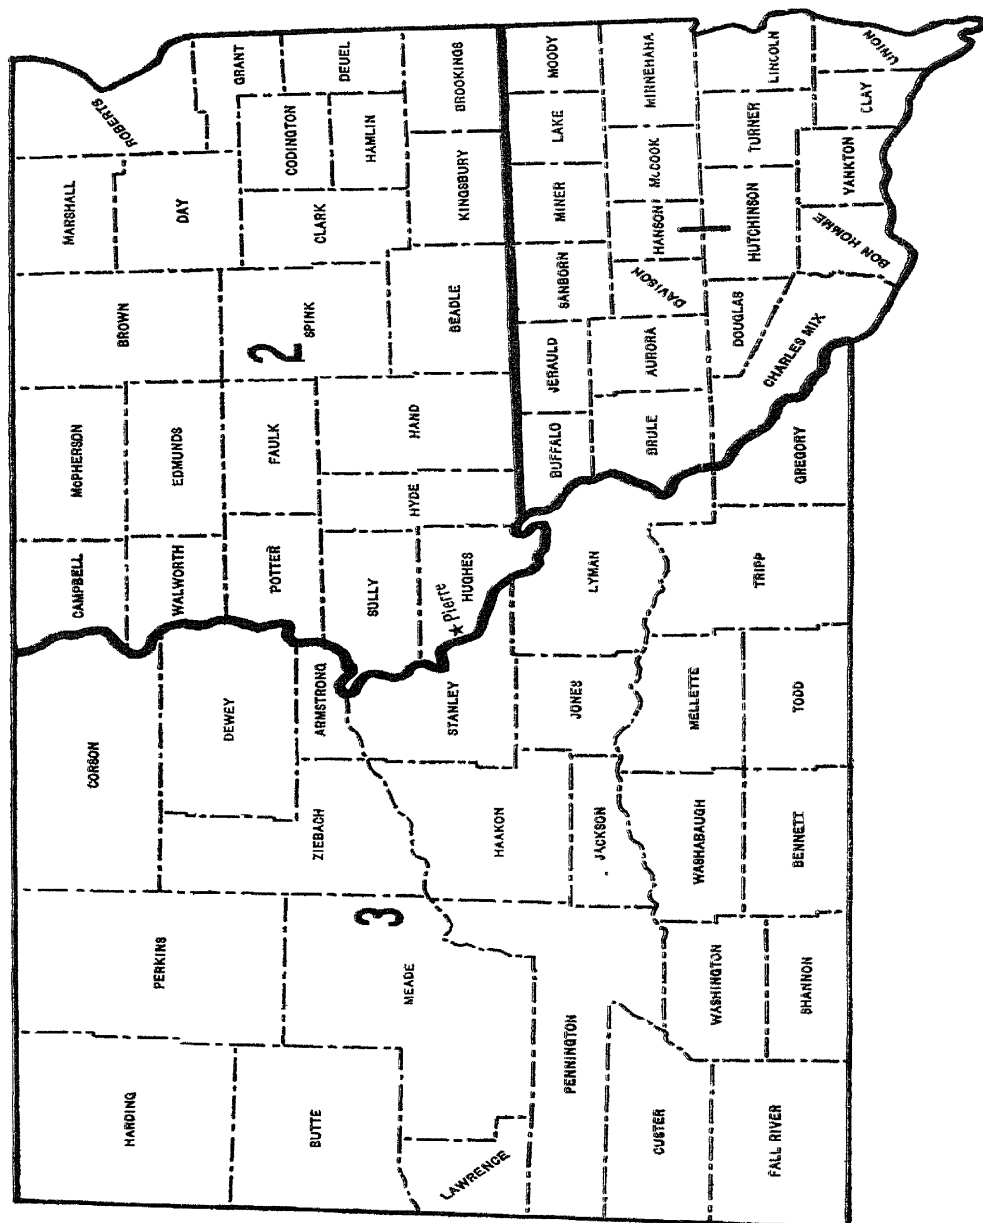 HARDING
PERKINS
CORSON
CAMPBELL
McPHERSON
BROWN
MARSHALL
ROBERTS
BUTTE
MEADE
3
ZIEBACH
DEWEY
ARMSTRONG
WALWORTH
EDMUNDS
POTTER
FAULK
2
SPINK
DAY
CLARK
CODINGTON
GRANT
HAMLIN
DEUEL
LAWRENCE
SULLY
HYDE
HAND
BEADLE
KINGSBURY
BROOKINGS
HAAKON
STANLEY
Pierre
HUGHES
PENNINGTON
JACKSON
JONES
LYMAN
BUFFALO
JERAULD
SANBORN
MINER
LAKE
MOODY
CUSTER
WASHINGTON
WASHABAUGH
MELLETTE
BRULE
AURORA
DAVISON
HANSON
1
McCOOK
MINNEHAHA
FALL RIVER
SHANNON
BENNETT
TODD
TRIPP
GREGORY
CHARLES MIX
DOUGLAS
HUTCHINSON
TURNER
LINCOLN
BON HOMME
YANKTON
CLAY
UNION